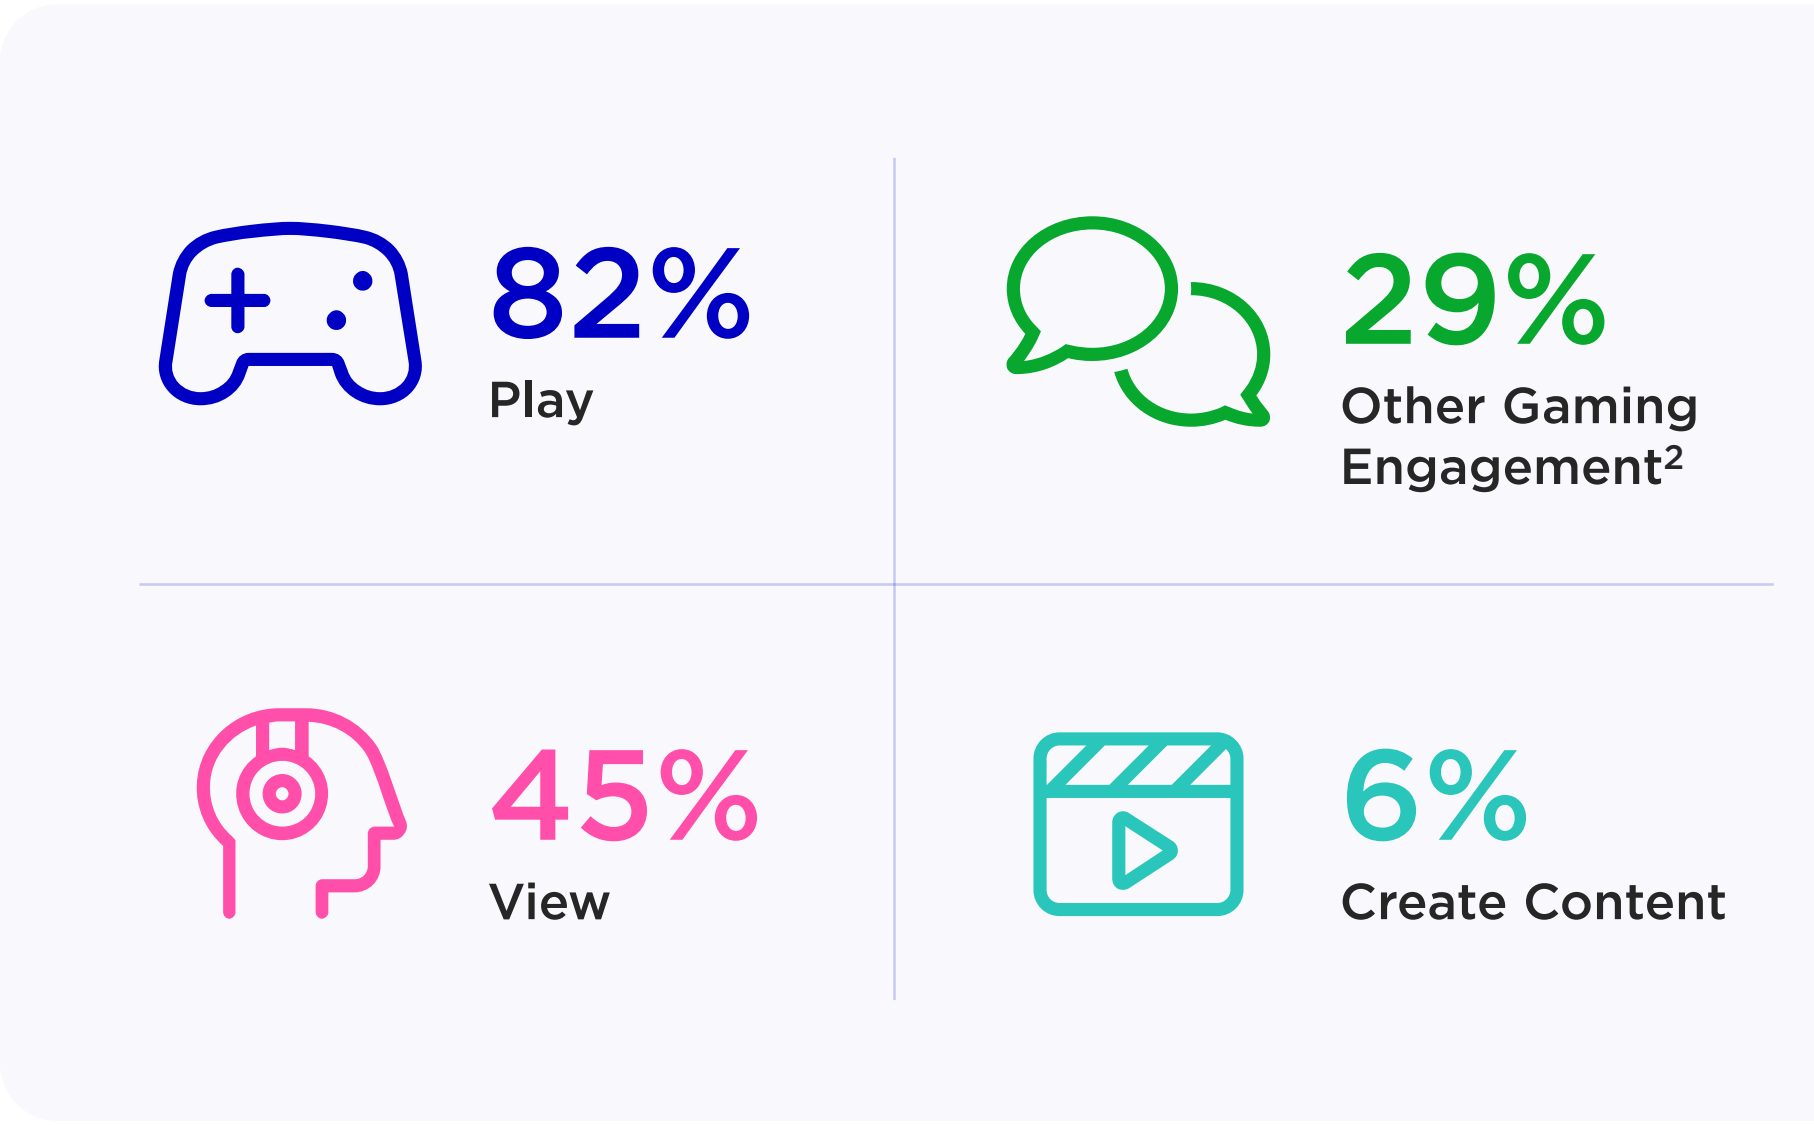 82%
Play
29%
Other Gaming
Engagement²
45%
View
6%
Create Content